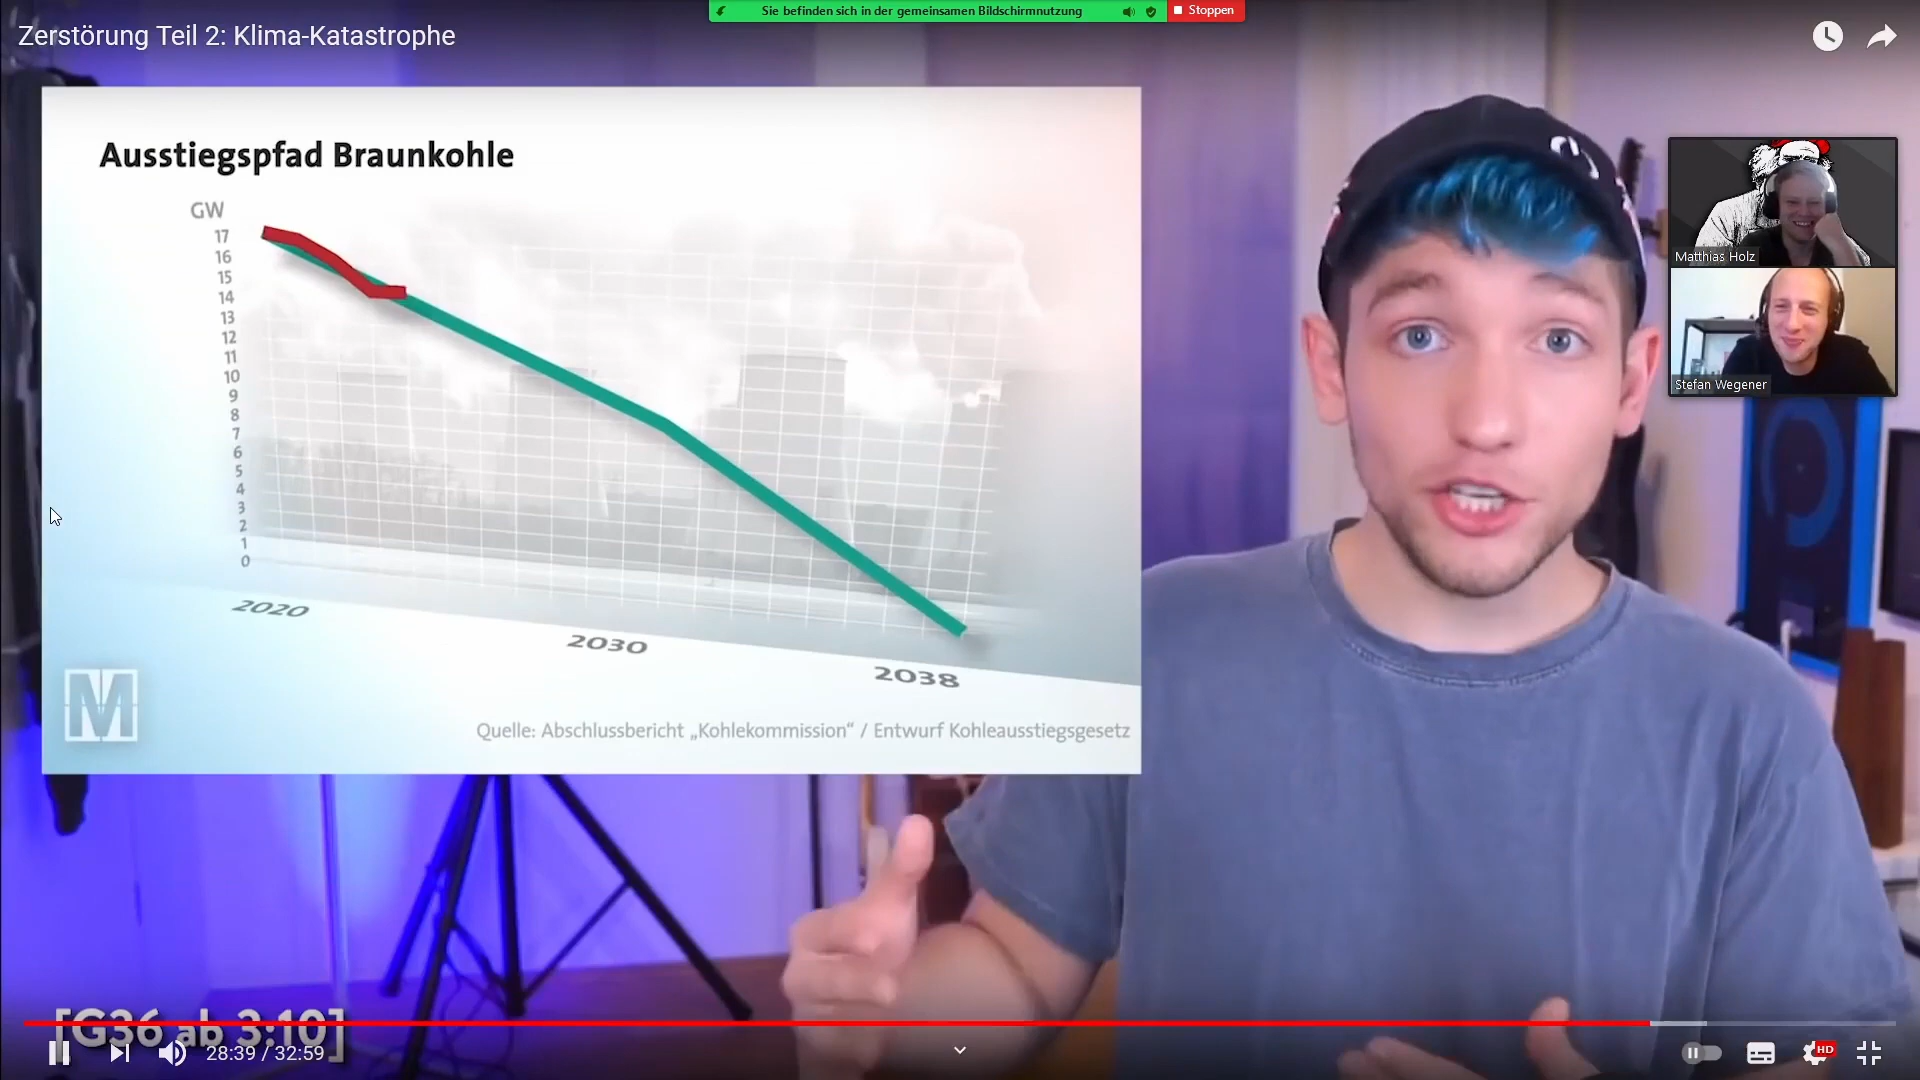 Sie befinden sich in der gemeinsamen Bildschirmnutzung
Stoppen
Zerstörung Teil 2: Klima-Katastrophe
Ausstiegspfad Braunkohle
GW
17
16
15
14
13
12
11
10
9
8
7
6
5
4
3
2
1
0
2020
2030
2038
M
Quelle: Abschlussbericht „Kohlekommission“ / Entwurf Kohleausstiegsgesetz
Matthias Holz
Stefan Wegener
[G36 ab 3:10]
28:39 / 32:59
HD